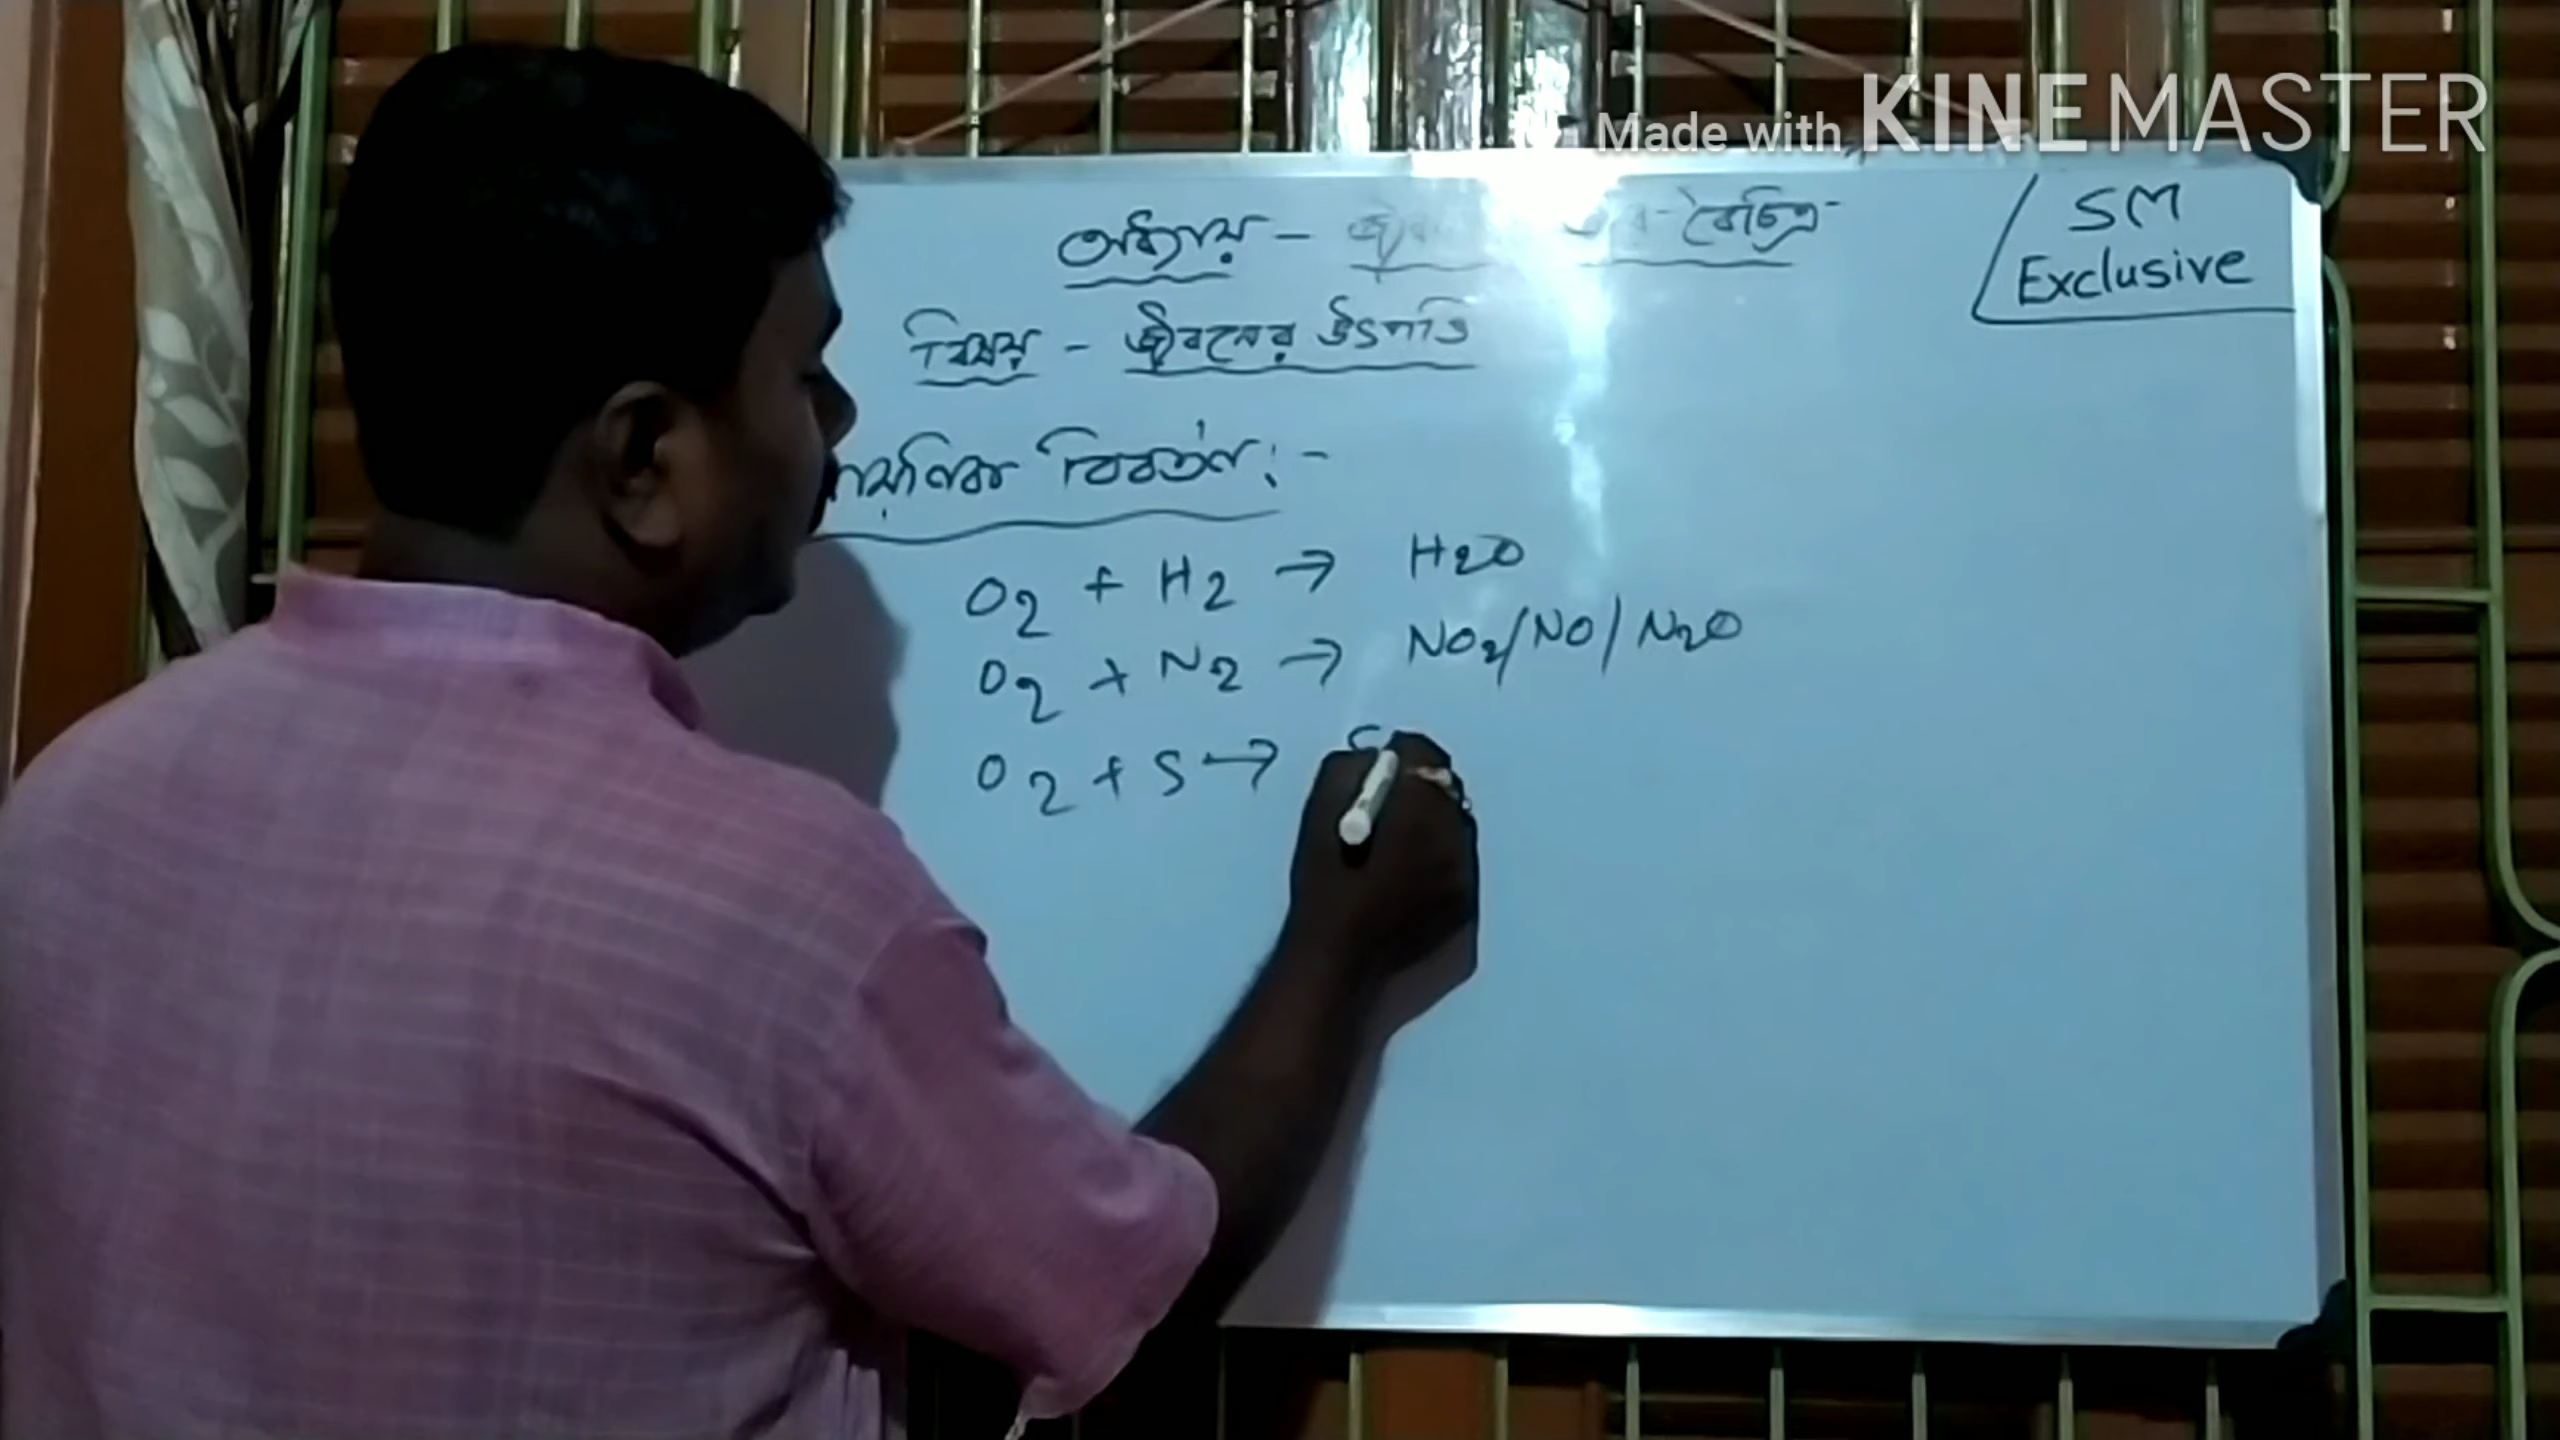 Made with KINEMASTER
SM
Exclusive
অধ্যায় - বৈচিত্র
বিষয় - জীবনের উৎপত্তি
বিবর্তন :-
O2 + H2 → H2O
O2 + N2 → NO2/NO/N2O
O2 + S →